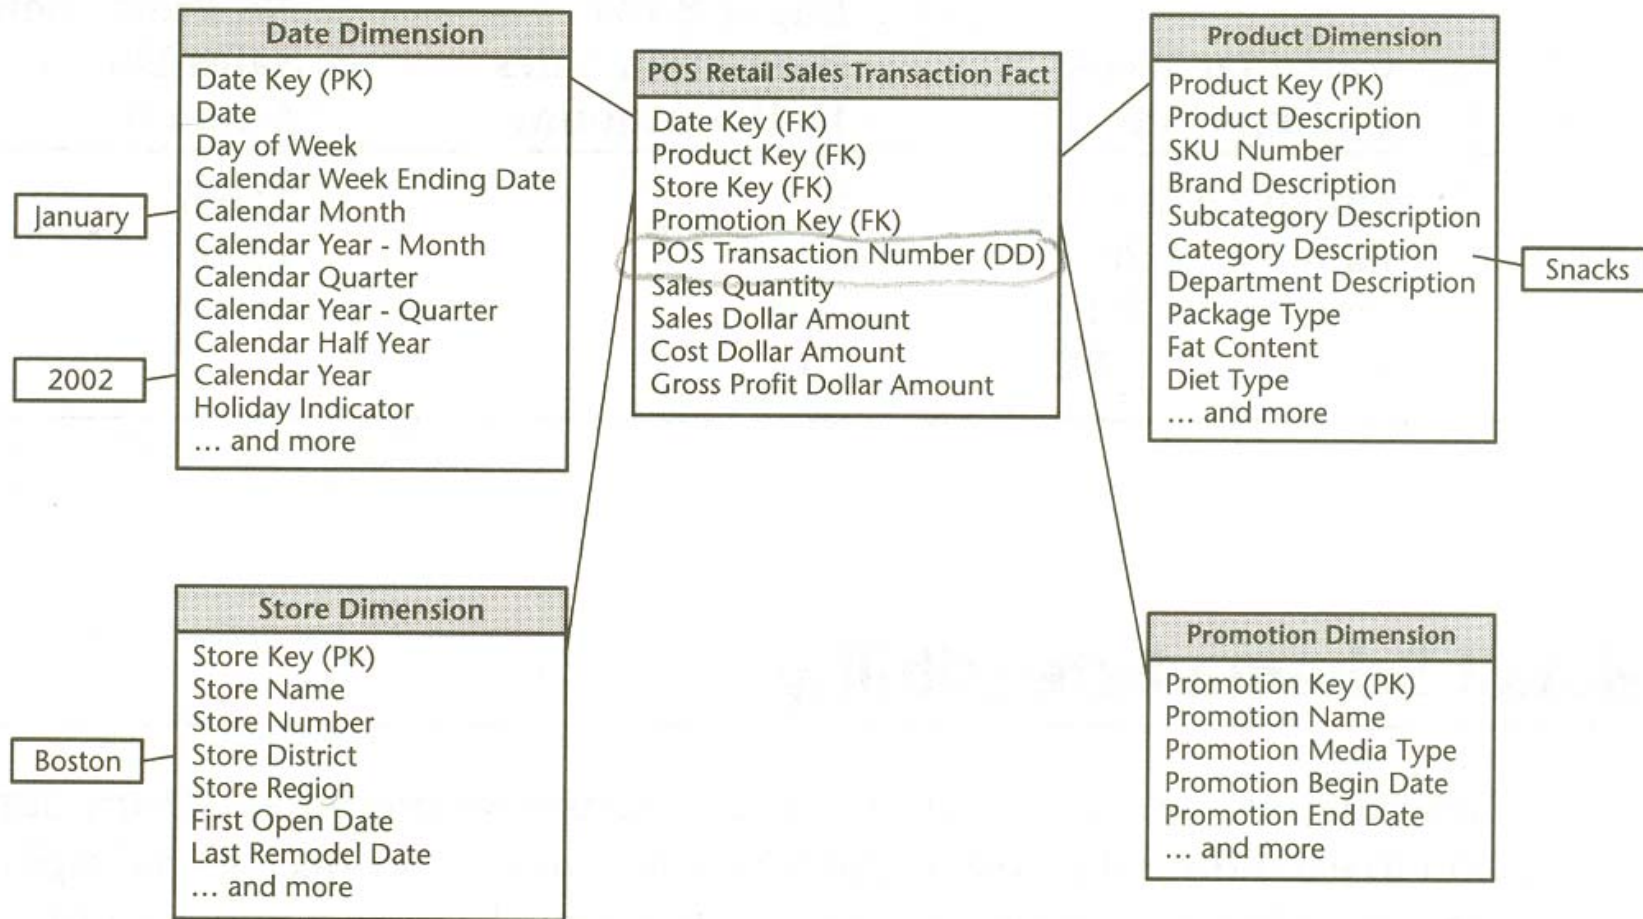 Date Dimension
Date Key (PK)
Date
Day of Week
Calendar Week Ending Date
Calendar Month
Calendar Year - Month
Calendar Quarter
Calendar Year - Quarter
Calendar Half Year
Calendar Year
Holiday Indicator
... and more
January
2002
POS Retail Sales Transaction Fact
Date Key (FK)
Product Key (FK)
Store Key (FK)
Promotion Key (FK)
POS Transaction Number (DD)
Sales Quantity
Sales Dollar Amount
Cost Dollar Amount
Gross Profit Dollar Amount
Product Dimension
Product Key (PK)
Product Description
SKU Number
Brand Description
Subcategory Description
Category Description
Department Description
Package Type
Fat Content
Diet Type
... and more
Snacks
Store Dimension
Store Key (PK)
Store Name
Store Number
Store District
Store Region
First Open Date
Last Remodel Date
... and more
Boston
Promotion Dimension
Promotion Key (PK)
Promotion Name
Promotion Media Type
Promotion Begin Date
Promotion End Date
... and more